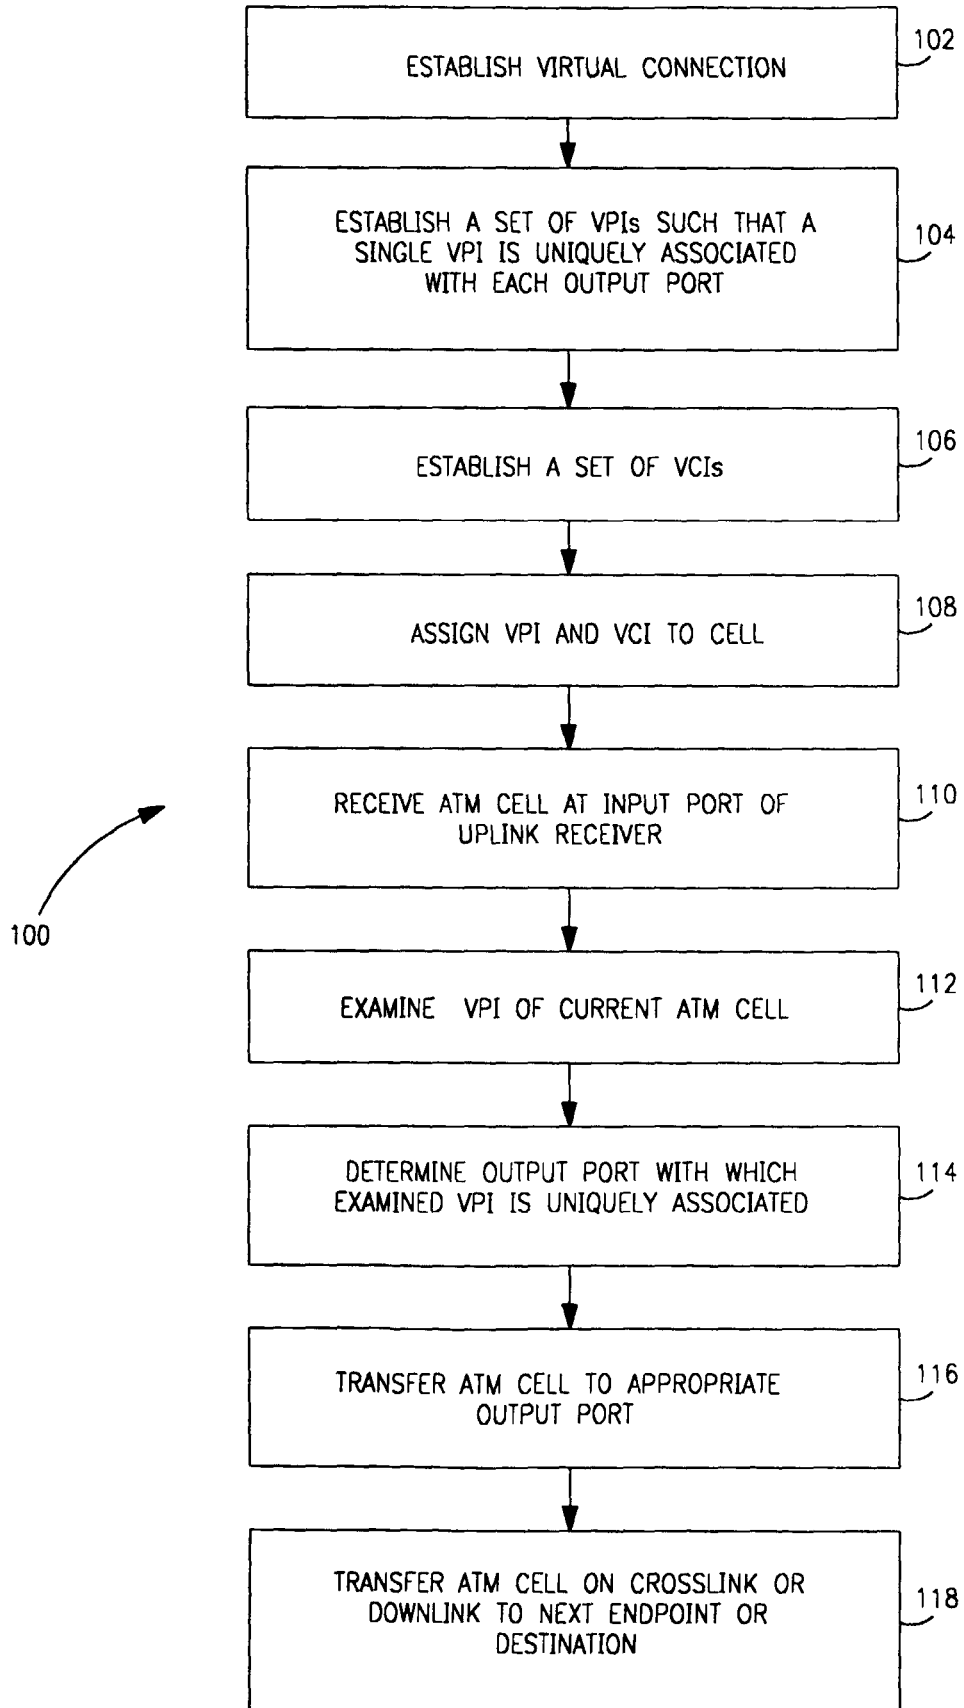 ESTABLISH VIRTUAL CONNECTION
102
ESTABLISH A SET OF VPIs SUCH THAT A
SINGLE VPI IS UNIQUELY ASSOCIATED
WITH EACH OUTPUT PORT
104
ESTABLISH A SET OF VCIs
106
ASSIGN VPI AND VCI TO CELL
108
RECEIVE ATM CELL AT INPUT PORT OF
UPLINK RECEIVER
110
100
EXAMINE VPI OF CURRENT ATM CELL
112
DETERMINE OUTPUT PORT WITH WHICH
EXAMINED VPI IS UNIQUELY ASSOCIATED
114
TRANSFER ATM CELL TO APPROPRIATE
OUTPUT PORT
116
TRANSFER ATM CELL ON CROSSLINK OR
DOWNLINK TO NEXT ENDPOINT OR
DESTINATION
118